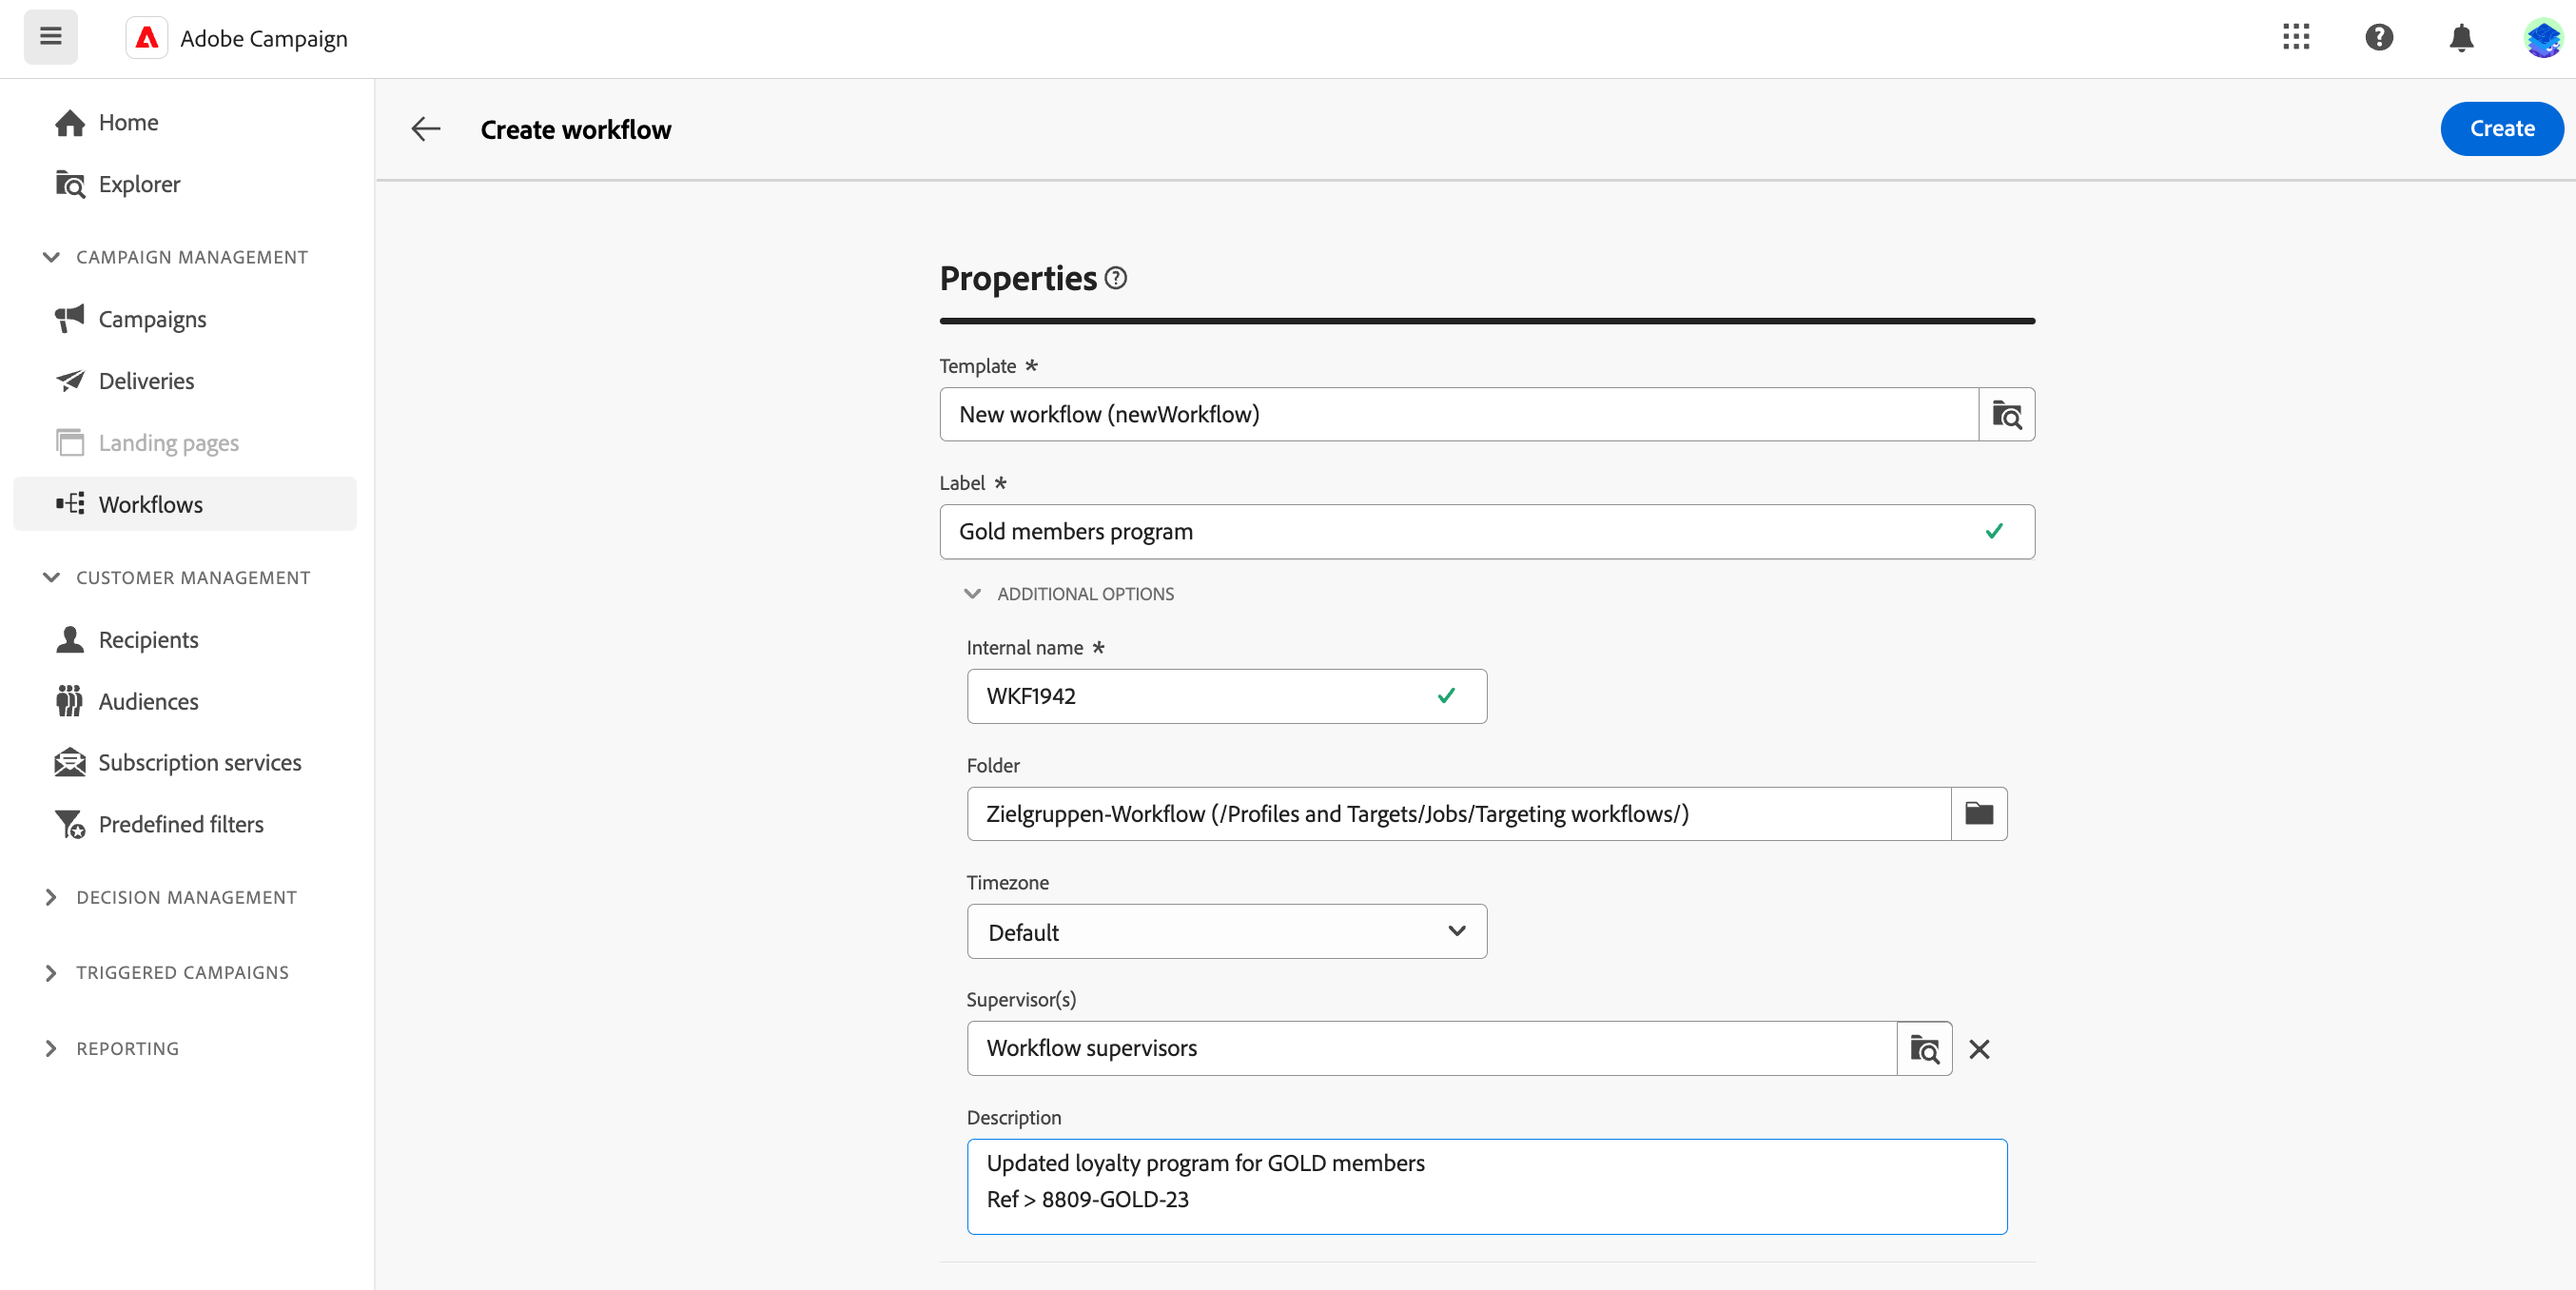 Adobe Campaign
Home
Explorer
CAMPAIGN MANAGEMENT
Campaigns
Deliveries
Landing pages
Workflows
CUSTOMER MANAGEMENT
Recipients
Audiences
Subscription services
Predefined filters
DECISION MANAGEMENT
TRIGGERED CAMPAIGNS
REPORTING
Create workflow
Create
Properties
Template *
New workflow (newWorkflow)
Label *
Gold members program
ADDITIONAL OPTIONS
Internal name *
WKF1942
Folder
Zielgruppen-Workflow (/Profiles and Targets/Jobs/Targeting workflows/)
Timezone
Default
Supervisor(s)
Workflow supervisors
Description
Updated loyalty program for GOLD members
Ref > 8809-GOLD-23